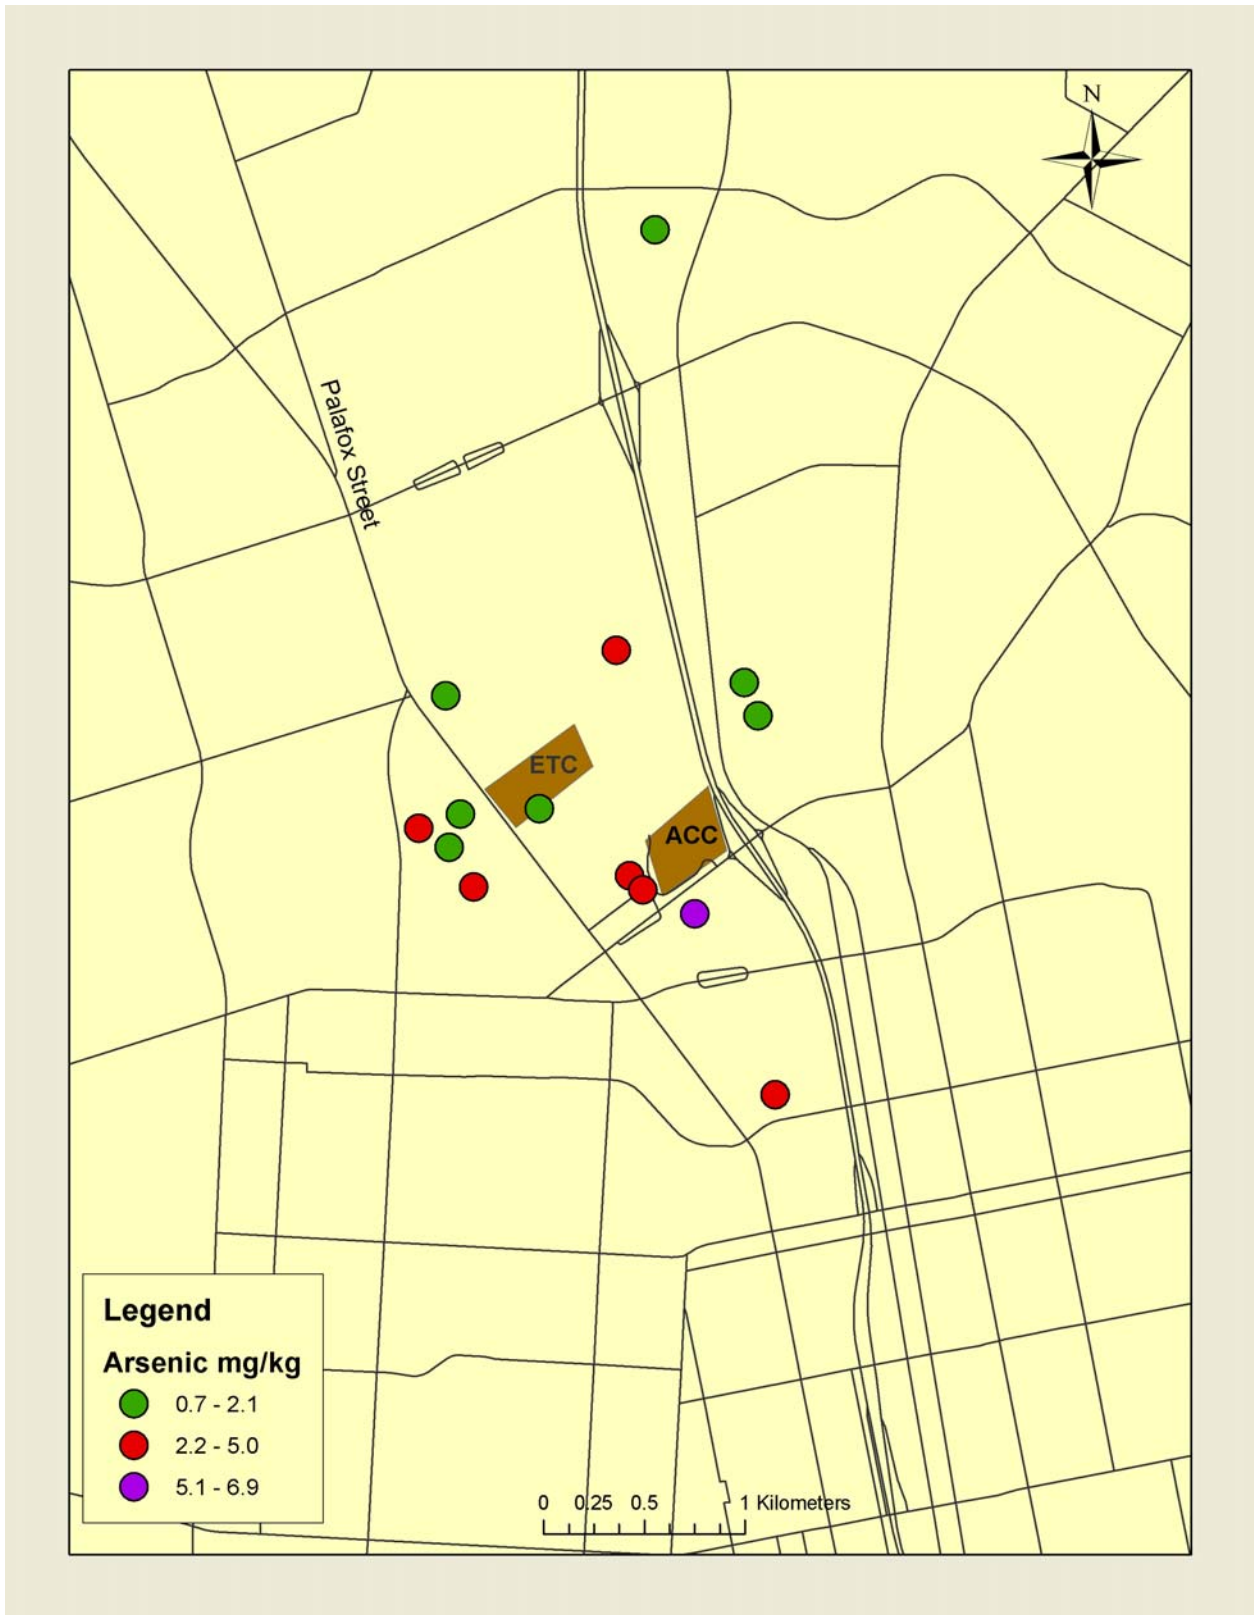 N
Palafox Street
ETC
ACC
Legend
Arsenic mg/kg
0.7 - 2.1
2.2 - 5.0
5.1 - 6.9
0 0.25 0.5 1 Kilometers